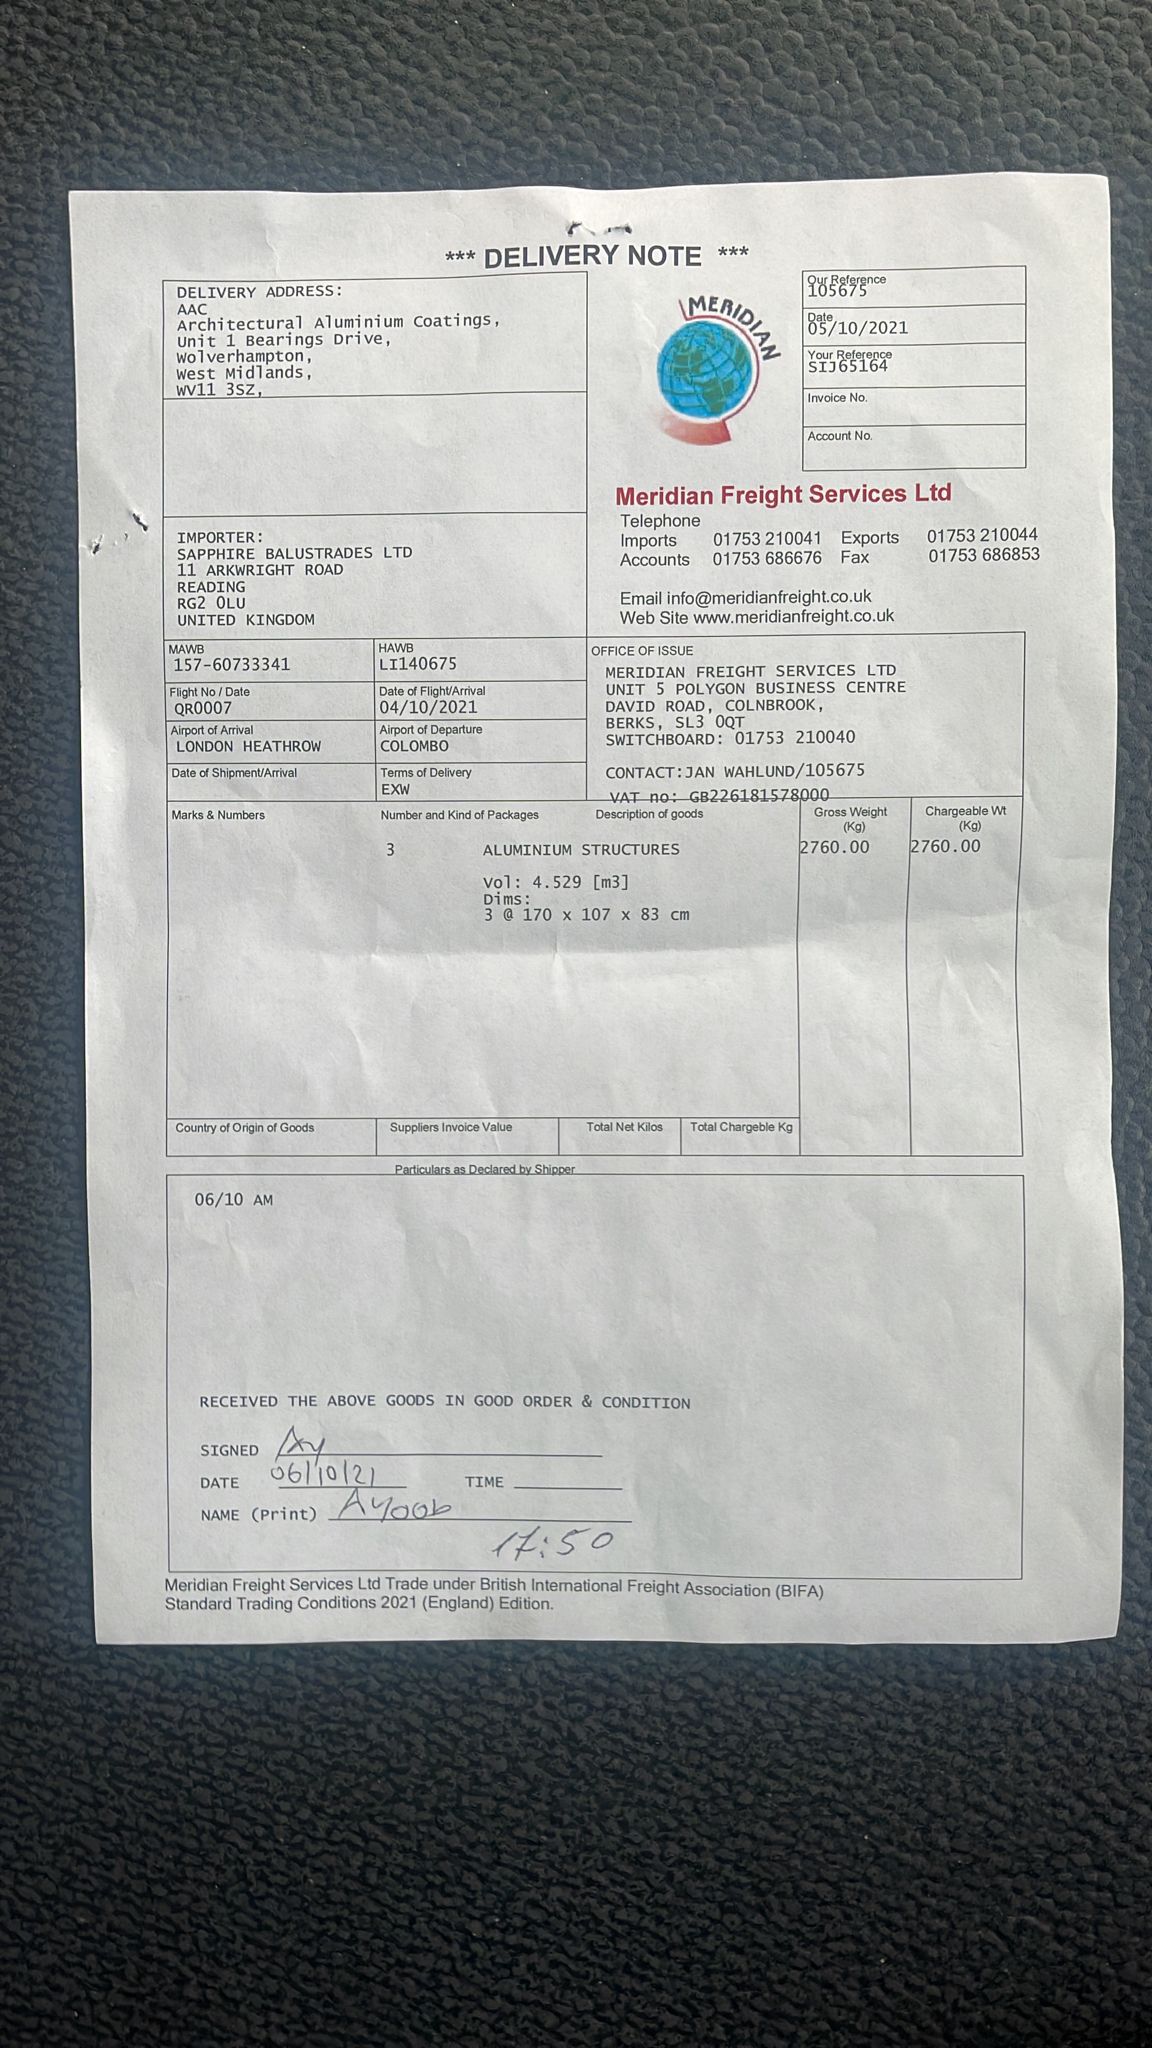 *** DELIVERY NOTE ***
DELIVERY ADDRESS:
AAC
Architectural Aluminium Coatings,
Unit 1 Bearings Drive,
Wolverhampton,
West Midlands,
WV11 3SZ,
MERIDIAN
Our Reference
105675
Date
05/10/2021
Your Reference
SIJ65164
Invoice No.
Account No.
Meridian Freight Services Ltd
Telephone
Imports 01753 210041 Exports 01753 210044
Accounts 01753 686676 Fax 01753 686853
Email info@meridianfreight.co.uk
Web Site www.meridianfreight.co.uk
IMPORTER:
SAPPHIRE BALUSTRADES LTD
11 ARKWRIGHT ROAD
READING
RG2 0LU
UNITED KINGDOM
MAWB HAWB
157-60733341 LI140675
Flight No / Date Date of Flight/Arrival
QR0007 04/10/2021
Airport of Arrival Airport of Departure
LONDON HEATHROW COLOMBO
Date of Shipment/Arrival Terms of Delivery
EXW
OFFICE OF ISSUE
MERIDIAN FREIGHT SERVICES LTD
UNIT 5 POLYGON BUSINESS CENTRE
DAVID ROAD, COLNBROOK,
BERKS, SL3 0QT
SWITCHBOARD: 01753 210040
CONTACT:JAN WAHLUND/105675
VAT no: GB226181578000
Marks & Numbers Number and Kind of Packages Description of goods Gross Weight (Kg) Chargeable Wt (Kg)
3 ALUMINIUM STRUCTURES 2760.00 2760.00
Vol: 4.529 [m3]
Dims:
3 @ 170 x 107 x 83 cm
Country of Origin of Goods Suppliers Invoice Value Total Net Kilos Total Chargeble Kg
Particulars as Declared by Shipper
06/10 AM
RECEIVED THE ABOVE GOODS IN GOOD ORDER & CONDITION
SIGNED Ay
DATE 06/10/21 TIME
NAME (Print) Ayoob
17:50
Meridian Freight Services Ltd Trade under British International Freight Association (BIFA)
Standard Trading Conditions 2021 (England) Edition.